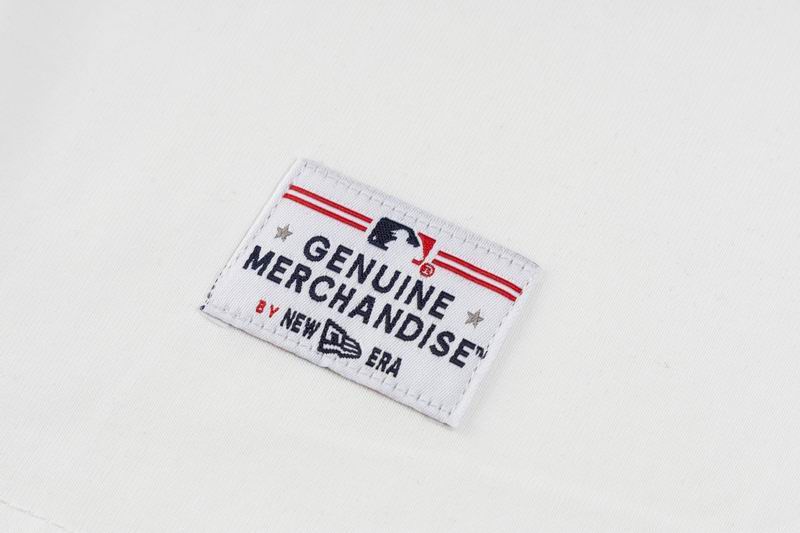 GENUINE
MERCHANDISE™
BY NEW ERA